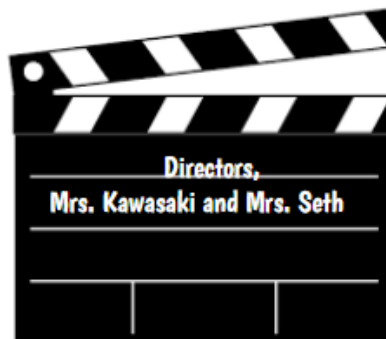 Directors,
Mrs. Kawasaki and Mrs. Seth